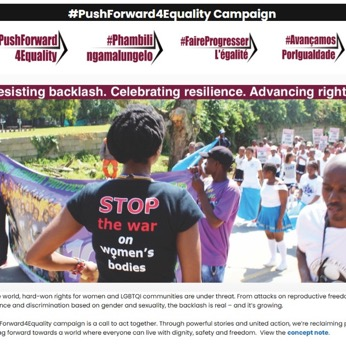 #PushForward4Equality Campaign
PushForward
4Equality
#Phambili
ngamalungelo
#FaireProgresser
L'égalité
#Avançamos
PorIgualdade
esisting backlash. Celebrating resilience. Advancing right
STOP
the war
on
women's
bodies
world, hard-won rights for women and LGBTQI communities are under threat. From attacks on reproductive freed
nce and discrimination based on gender and sexuality, the backlash is real – and it's growing.
Forward4Equality campaign is a call to act together. Through powerful stories and united action, we're reclaiming p
ng forward towards a world where everyone can live with dignity, safety and freedom. View the concept note.